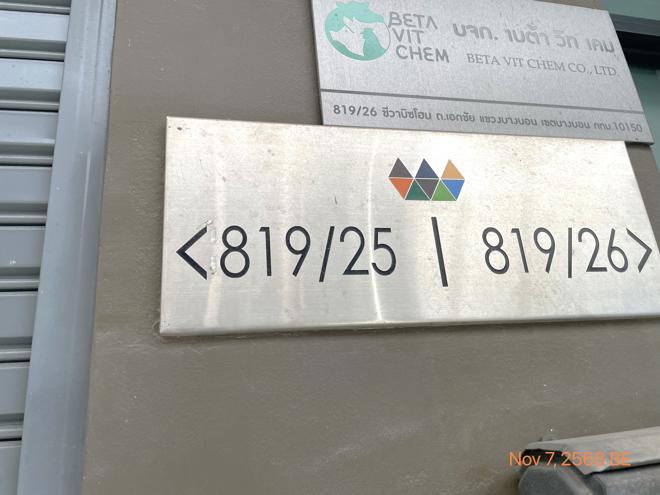 BETA
VIT
CHEM
บจก. เบต้า วิท เคม
BETA VIT CHEM CO., LTD.
819/26 ชีวาบิซโฮม ถ.เอกชัย แขวงบางบอน เขตบางบอน กทม.10150
<819/25 | 819/26>
Nov 7, 2568 BE